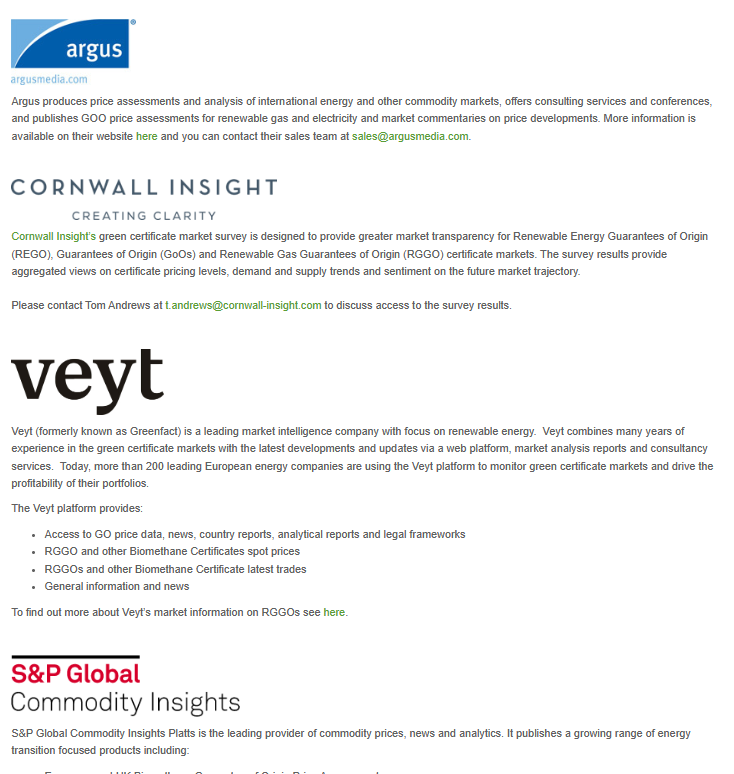 argus®
argusmedia.com
Argus produces price assessments and analysis of international energy and other commodity markets, offers consulting services and conferences,
and publishes GOO price assessments for renewable gas and electricity and market commentaries on price developments. More information is
available on their website here and you can contact their sales team at sales@argusmedia.com.
CORNWALL INSIGHT
CREATING CLARITY
Cornwall Insight's green certificate market survey is designed to provide greater market transparency for Renewable Energy Guarantees of Origin
(REGO), Guarantees of Origin (GoOs) and Renewable Gas Guarantees of Origin (RGGO) certificate markets. The survey results provide
aggregated views on certificate pricing levels, demand and supply trends and sentiment on the future market trajectory.
Please contact Tom Andrews at t.andrews@cornwall-insight.com to discuss access to the survey results.
veyt
Veyt (formerly known as Greenfact) is a leading market intelligence company with focus on renewable energy.  Veyt combines many years of
experience in the green certificate markets with the latest developments and updates via a web platform, market analysis reports and consultancy
services.  Today, more than 200 leading European energy companies are using the Veyt platform to monitor green certificate markets and drive the
profitability of their portfolios.
The Veyt platform provides:
• Access to GO price data, news, country reports, analytical reports and legal frameworks
• RGGO and other Biomethane Certificates spot prices
• RGGOs and other Biomethane Certificate latest trades
• General information and news
To find out more about Veyt's market information on RGGOs see here.
S&P Global
Commodity Insights
S&P Global Commodity Insights Platts is the leading provider of commodity prices, news and analytics. It publishes a growing range of energy
transition focused products including: